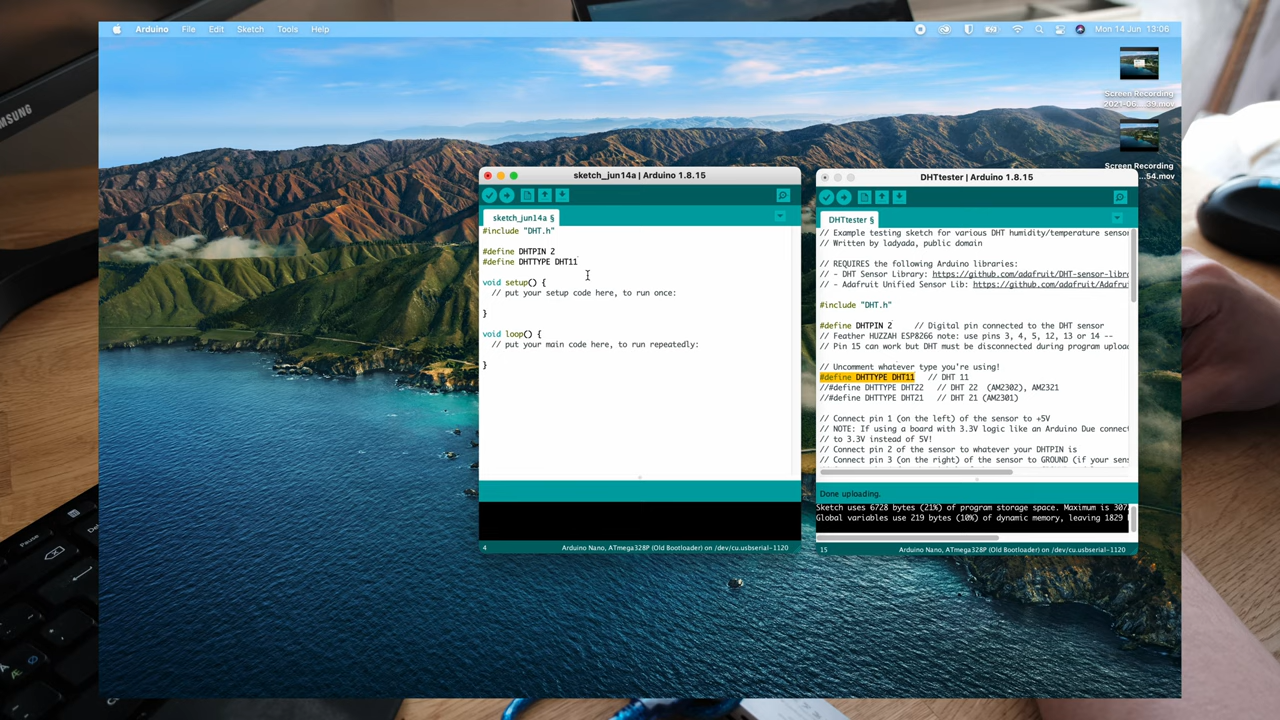 SAMSUNG
Arduino File Edit Sketch Tools Help
Mon 14 Jun 13:06
Screen Recording
2021-06 ...39.mov
Screen Recording
...54.mov
sketch_jun14a | Arduino 1.8.15
sketch_jun14a §
#include "DHT.h"
#define DHTPIN 2
#define DHTTYPE DHT11
void setup() {
// put your setup code here, to run once:
}
void loop() {
// put your main code here, to run repeatedly:
}
4
Arduino Nano, ATmega328P (Old Bootloader) on /dev/cu.usbserial-1120
DHTtester | Arduino 1.8.15
DHTtester §
// Example testing sketch for various DHT humidity/temperature sensor
// Written by ladyada, public domain
// REQUIRES the following Arduino libraries:
// - DHT Sensor Library: https://github.com/adafruit/DHT-sensor-libr
// - Adafruit Unified Sensor Lib: https://github.com/adafruit/Adafru
#include "DHT.h"
#define DHTPIN 2 // Digital pin connected to the DHT sensor
// Feather HUZZAH ESP8266 note: use pins 3, 4, 5, 12, 13 or 14 --
// Pin 15 can work but DHT must be disconnected during program uploa
// Uncomment whatever type you're using!
#define DHTTYPE DHT11 // DHT 11
//#define DHTTYPE DHT22 // DHT 22 (AM2302), AM2321
//#define DHTTYPE DHT21 // DHT 21 (AM2301)
// Connect pin 1 (on the left) of the sensor to +5V
// NOTE: If using a board with 3.3V logic like an Arduino Due connect
// to 3.3V instead of 5V!
// Connect pin 2 of the sensor to whatever your DHTPIN is
// Connect pin 3 (on the right) of the sensor to GROUND (if your sens
Done uploading.
Sketch uses 6728 bytes (21%) of program storage space. Maximum is 307
Global variables use 219 bytes (10%) of dynamic memory, leaving 1829
15
Arduino Nano, ATmega328P (Old Bootloader) on /dev/cu.usbserial-1120
Pause